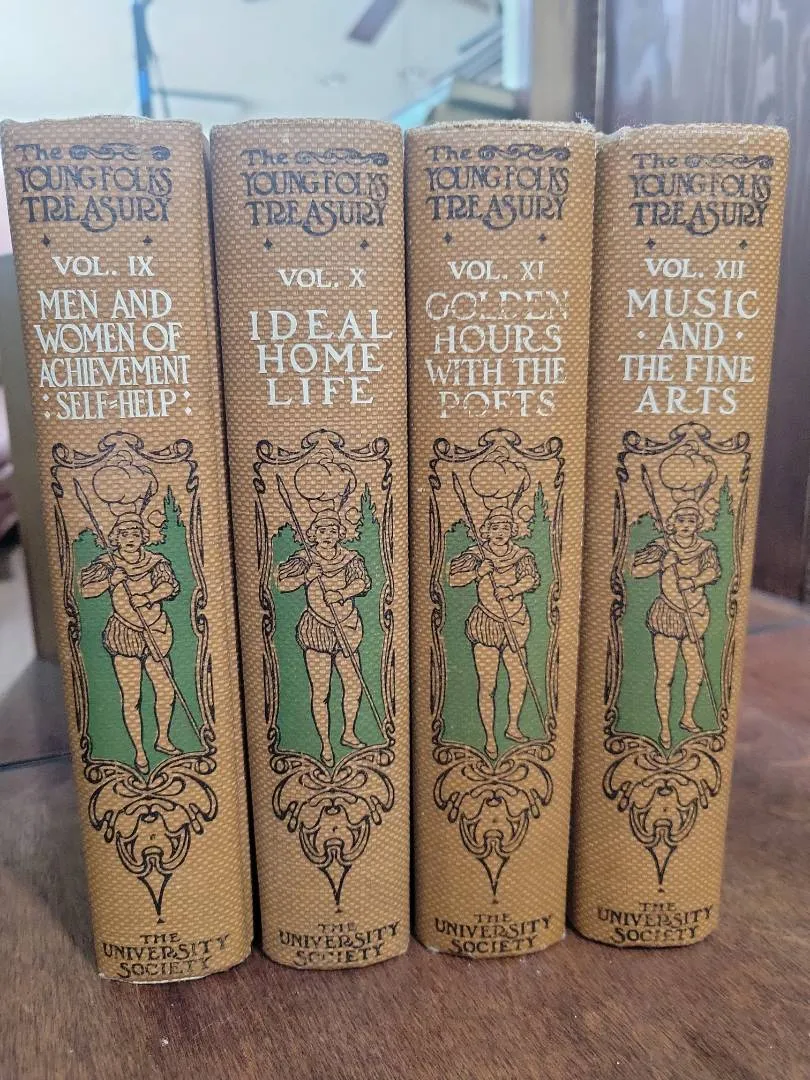 The
YOUNG FOLKS
TREASURY
VOL. IX
MEN AND
WOMEN OF
ACHIEVEMENT
: SELF-HELP :
THE
UNIVERSITY
SOCIETY
The
YOUNG FOLKS
TREASURY
VOL. X
IDEAL
HOME
LIFE
THE
UNIVERSITY
SOCIETY
The
YOUNG FOLKS
TREASURY
VOL. XI
GOLDEN
HOURS
WITH THE
POETS
THE
UNIVERSITY
SOCIETY
The
YOUNG FOLKS
TREASURY
VOL. XII
MUSIC
· AND ·
THE FINE
ARTS
THE
UNIVERSITY
SOCIETY